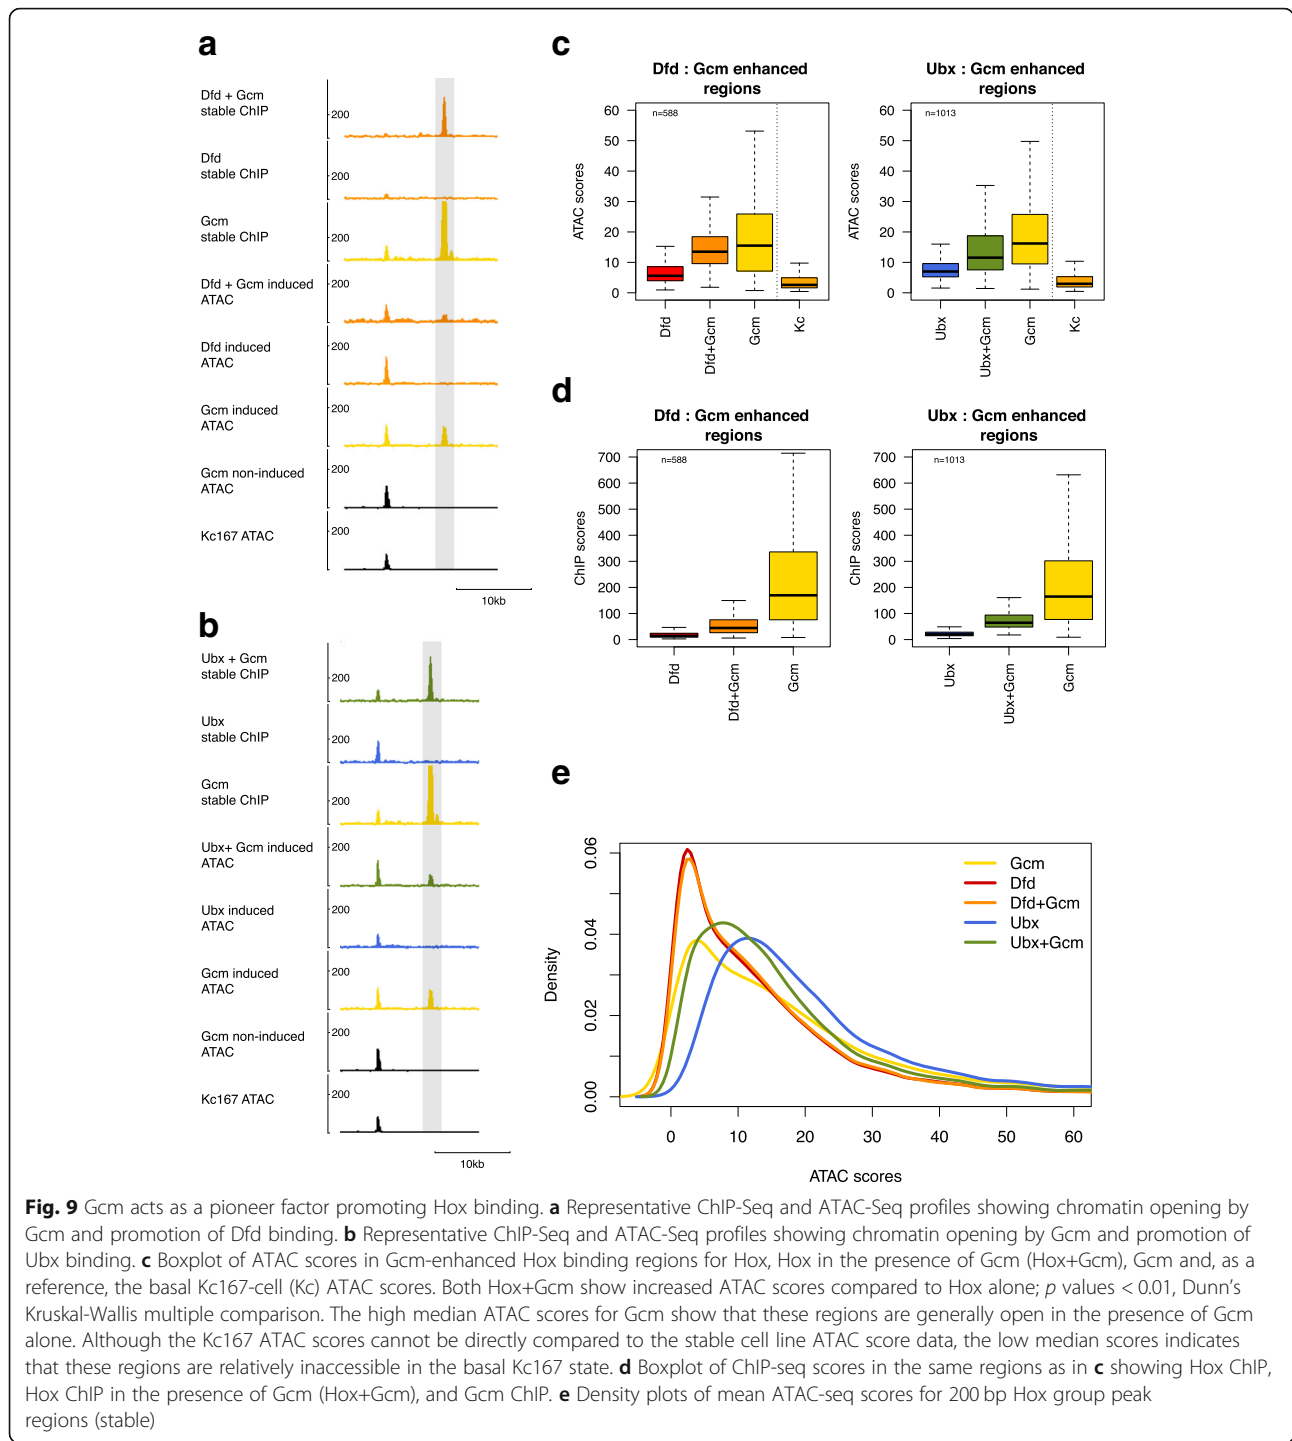 a
Dfd + Gcm
stable ChIP
200
Dfd
stable ChIP
200
Gcm
stable ChIP
200
Dfd + Gcm induced
ATAC
200
Dfd induced
ATAC
200
Gcm induced
ATAC
200
Gcm non-induced
ATAC
200
Kc167 ATAC
200
10kb
b
Ubx + Gcm
stable ChIP
200
Ubx
stable ChIP
200
Gcm
stable ChIP
200
Ubx+ Gcm induced
ATAC
200
Ubx induced
ATAC
200
Gcm induced
ATAC
200
Gcm non-induced
ATAC
200
Kc167 ATAC
200
10kb
c
Dfd : Gcm enhanced
regions
n=588
ATAC scores
60
50
40
30
20
10
0
Dfd
Dfd+Gcm
Gcm
Kc
Ubx : Gcm enhanced
regions
n=1013
ATAC scores
60
50
40
30
20
10
0
Ubx
Ubx+Gcm
Gcm
Kc
d
Dfd : Gcm enhanced
regions
n=588
ChIP scores
700
600
500
400
300
200
100
0
Dfd
Dfd+Gcm
Gcm
Ubx : Gcm enhanced
regions
n=1013
ChIP scores
700
600
500
400
300
200
100
0
Ubx
Ubx+Gcm
Gcm
e
Density
0.06
0.04
0.02
0.00
Gcm
Dfd
Dfd+Gcm
Ubx
Ubx+Gcm
0 10 20 30 40 50 60
ATAC scores
Fig. 9 Gcm acts as a pioneer factor promoting Hox binding. a Representative ChIP-Seq and ATAC-Seq profiles showing chromatin opening by
Gcm and promotion of Dfd binding. b Representative ChIP-Seq and ATAC-Seq profiles showing chromatin opening by Gcm and promotion of
Ubx binding. c Boxplot of ATAC scores in Gcm-enhanced Hox binding regions for Hox, Hox in the presence of Gcm (Hox+Gcm), Gcm and, as a
reference, the basal Kc167-cell (Kc) ATAC scores. Both Hox+Gcm show increased ATAC scores compared to Hox alone; p values < 0.01, Dunn's
Kruskal-Wallis multiple comparison. The high median ATAC scores for Gcm show that these regions are generally open in the presence of Gcm
alone. Although the Kc167 ATAC scores cannot be directly compared to the stable cell line ATAC score data, the low median scores indicates
that these regions are relatively inaccessible in the basal Kc167 state. d Boxplot of ChIP-seq scores in the same regions as in c showing Hox ChIP,
Hox ChIP in the presence of Gcm (Hox+Gcm), and Gcm ChIP. e Density plots of mean ATAC-seq scores for 200 bp Hox group peak
regions (stable)